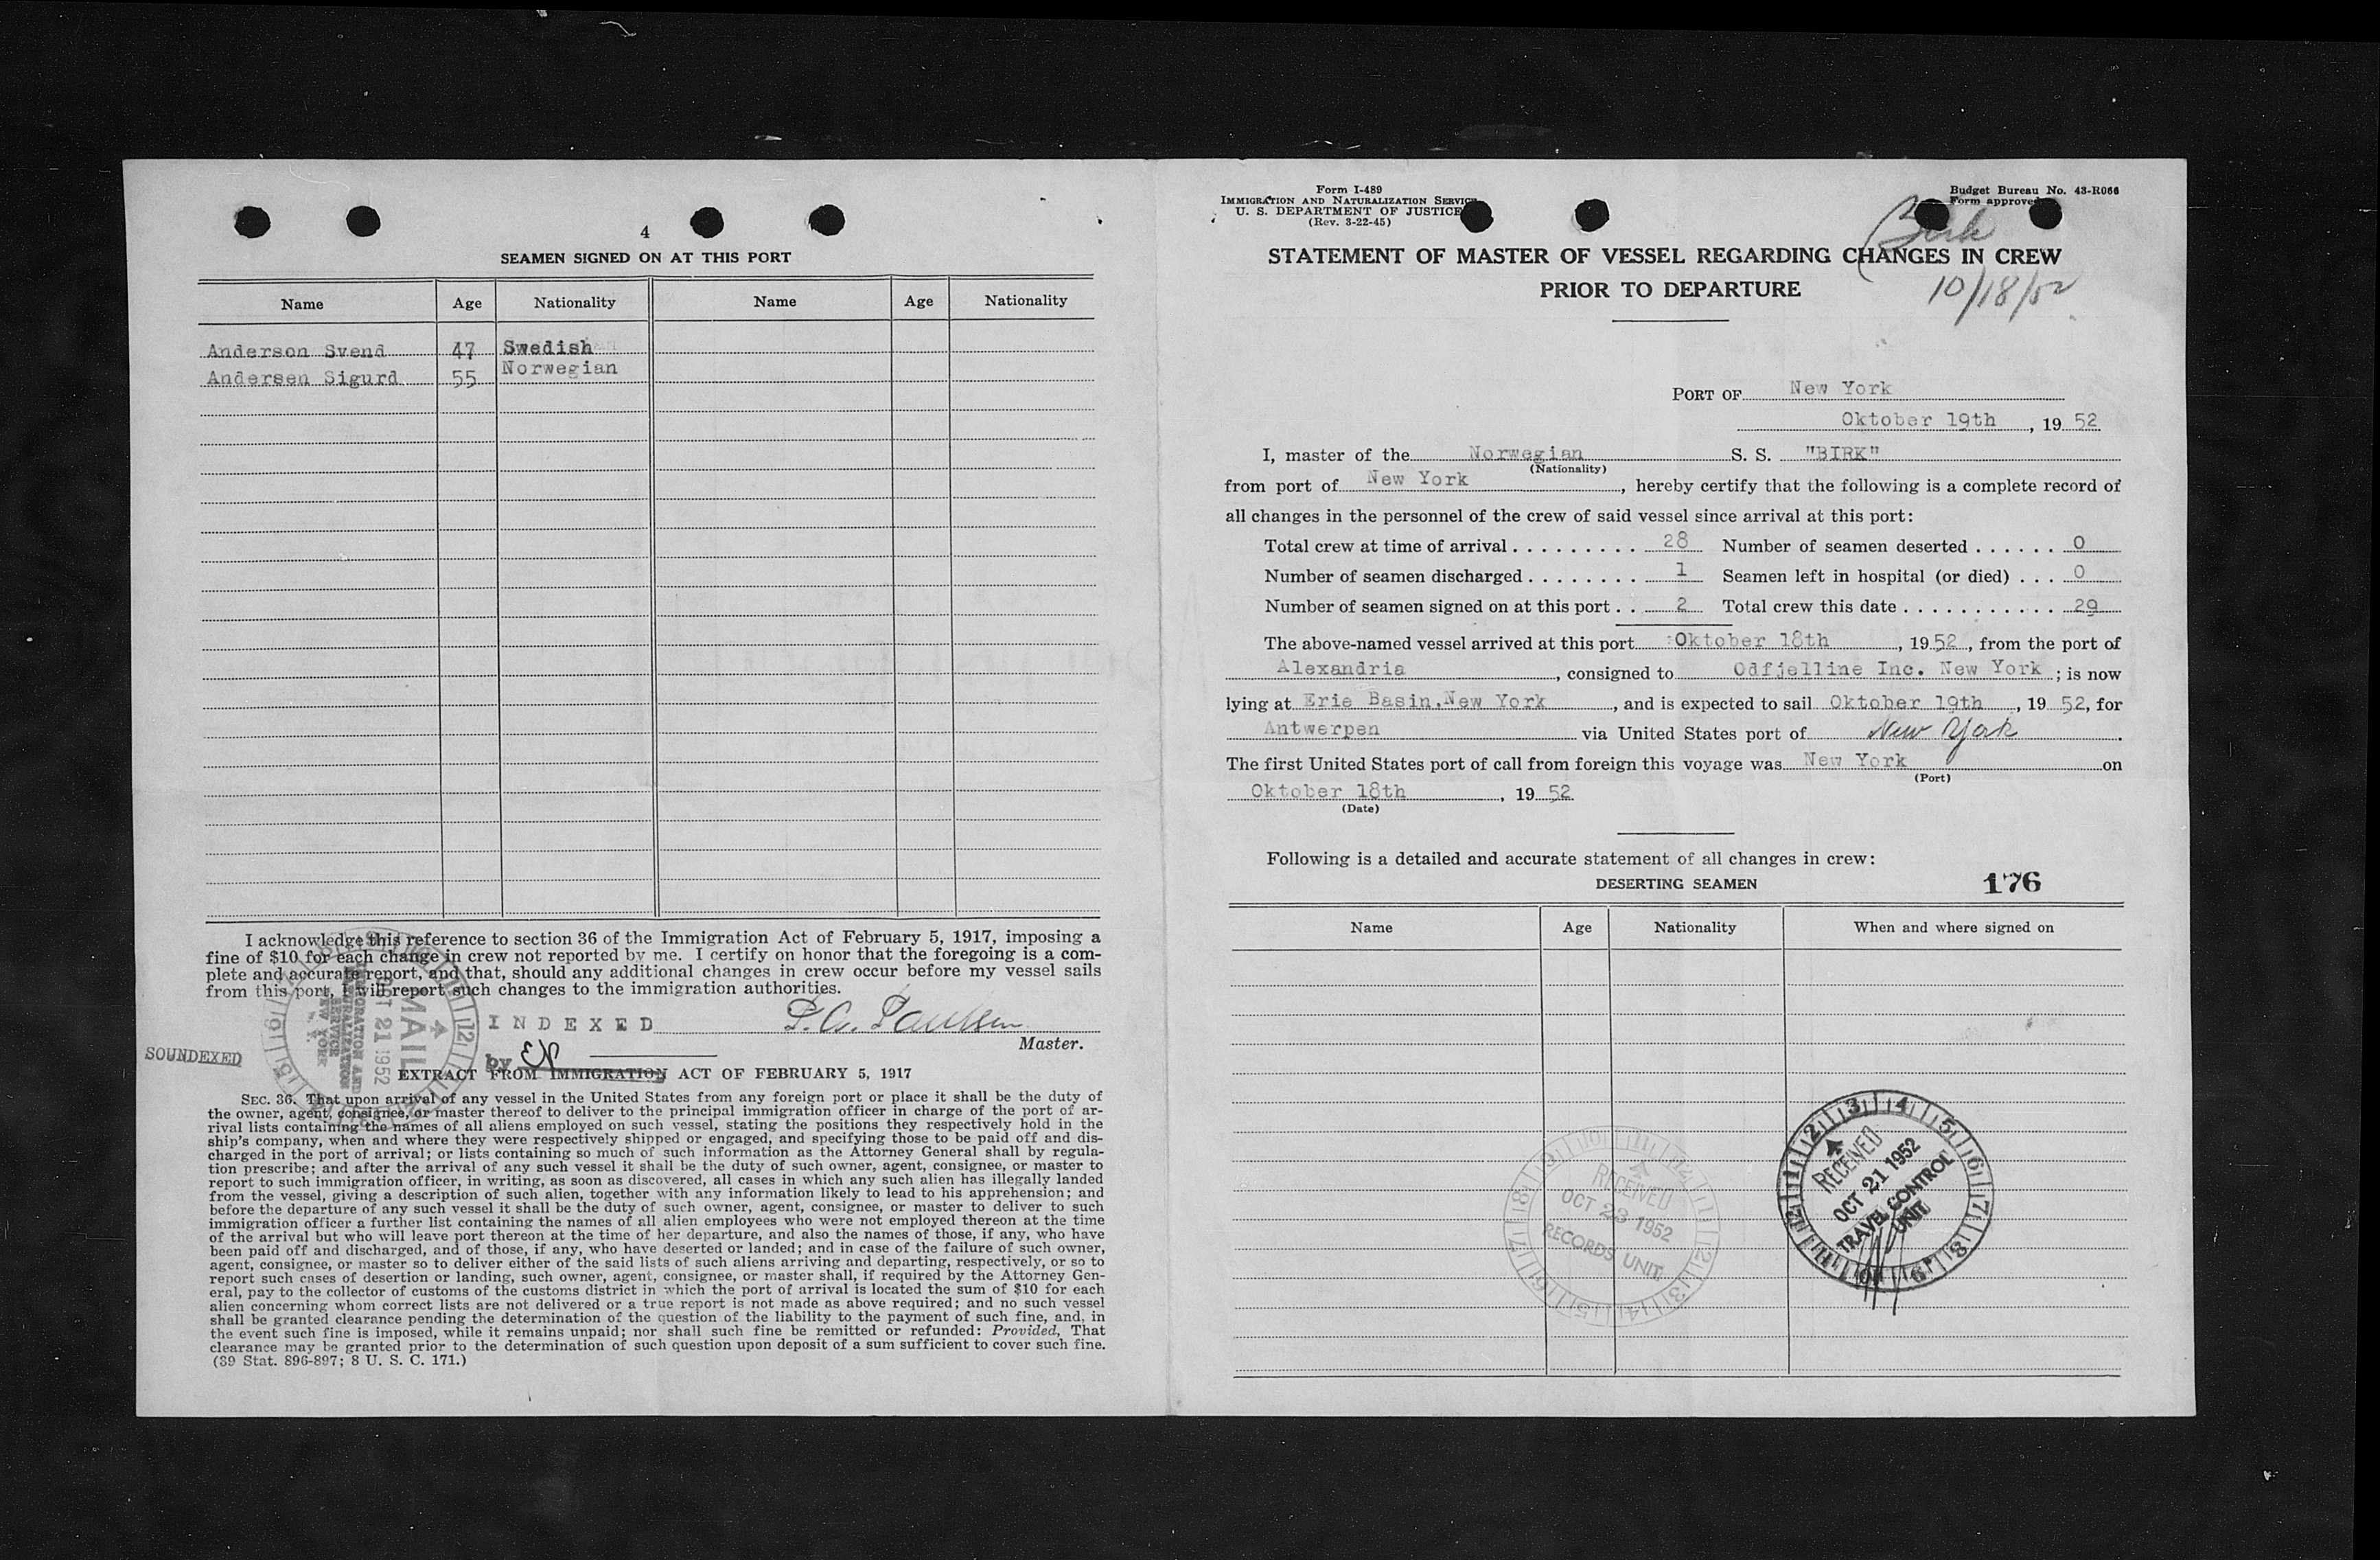 4
SEAMEN SIGNED ON AT THIS PORT
Name Age Nationality Name Age Nationality
Anderson Svend 47 Swedish
Andersen Sigurd 55 Norwegian
I acknowledge this reference to section 36 of the Immigration Act of February 5, 1917, imposing a
fine of $10 for each change in crew not reported by me. I certify on honor that the foregoing is a com-
plete and accurate report, and that, should any additional changes in crew occur before my vessel sails
from this port, I will report such changes to the immigration authorities.
MAIL
OCT 21 1952
IMMIGRATION AND
NATURALIZATION
SERVICE
NEW YORK
N. Y.
INDEXED
Master.
SOUNDEXED
by EN
EXTRACT FROM IMMIGRATION ACT OF FEBRUARY 5, 1917
SEC. 36. That upon arrival of any vessel in the United States from any foreign port or place it shall be the duty of
the owner, agent, consignee, or master thereof to deliver to the principal immigration officer in charge of the port of ar-
rival lists containing the names of all aliens employed on such vessel, stating the positions they respectively hold in the
ship's company, when and where they were respectively shipped or engaged, and specifying those to be paid off and dis-
charged in the port of arrival; or lists containing so much of such information as the Attorney General shall by regula-
tion prescribe; and after the arrival of any such vessel it shall be the duty of such owner, agent, consignee, or master to
report to such immigration officer, in writing, as soon as discovered, all cases in which any such alien has illegally landed
from the vessel, giving a description of such alien, together with any information likely to lead to his apprehension; and
before the departure of any such vessel it shall be the duty of such owner, agent, consignee, or master to deliver to such
immigration officer a further list containing the names of all alien employees who were not employed thereon at the time
of the arrival but who will leave port thereon at the time of her departure, and also the names of those, if any, who have
been paid off and discharged, and of those, if any, who have deserted or landed; and in case of the failure of such owner,
agent, consignee, or master so to deliver either of the said lists of such aliens arriving and departing, respectively, or so to
report such cases of desertion or landing, such owner, agent, consignee, or master shall, if required by the Attorney Gen-
eral, pay to the collector of customs of the customs district in which the port of arrival is located the sum of $10 for each
alien concerning whom correct lists are not delivered or a true report is not made as above required; and no such vessel
shall be granted clearance pending the determination of the question of the liability to the payment of such fine, and, in
the event such fine is imposed, while it remains unpaid; nor shall such fine be remitted or refunded: Provided, That
clearance may be granted prior to the determination of such question upon deposit of a sum sufficient to cover such fine.
(39 Stat. 896-897; 8 U. S. C. 171.)
Form I-489
IMMIGRATION AND NATURALIZATION SERVICE
U. S. DEPARTMENT OF JUSTICE
(Rev. 3-22-45)
Budget Bureau No. 43-R066
Form approved
Birk
10/18/52
STATEMENT OF MASTER OF VESSEL REGARDING CHANGES IN CREW
PRIOR TO DEPARTURE
PORT OF New York
Oktober 19th, 19 52
I, master of the Norwegian S. S. "BIRK"
(Nationality)
from port of New York, hereby certify that the following is a complete record of
all changes in the personnel of the crew of said vessel since arrival at this port:
Total crew at time of arrival . . . . . . . . . 28 Number of seamen deserted . . . . . . 0
Number of seamen discharged . . . . . . . . 1 Seamen left in hospital (or died) . . . 0
Number of seamen signed on at this port . . 2 Total crew this date . . . . . . . . . . . . 29
The above-named vessel arrived at this port Oktober 18th, 19 52, from the port of
Alexandria, consigned to Odfjelline Inc. New York; is now
lying at Erie Basin.New York, and is expected to sail Oktober 19th, 19 52, for
Antwerpen via United States port of New York.
The first United States port of call from foreign this voyage was New York on
(Port)
Oktober 18th, 19 52
(Date)
Following is a detailed and accurate statement of all changes in crew:
DESERTING SEAMEN 176
Name Age Nationality When and where signed on
RECEIVED
OCT 21 1952
TRAVEL CONTROL
UNIT
RECEIVED
OCT 23 1952
RECORDS UNIT